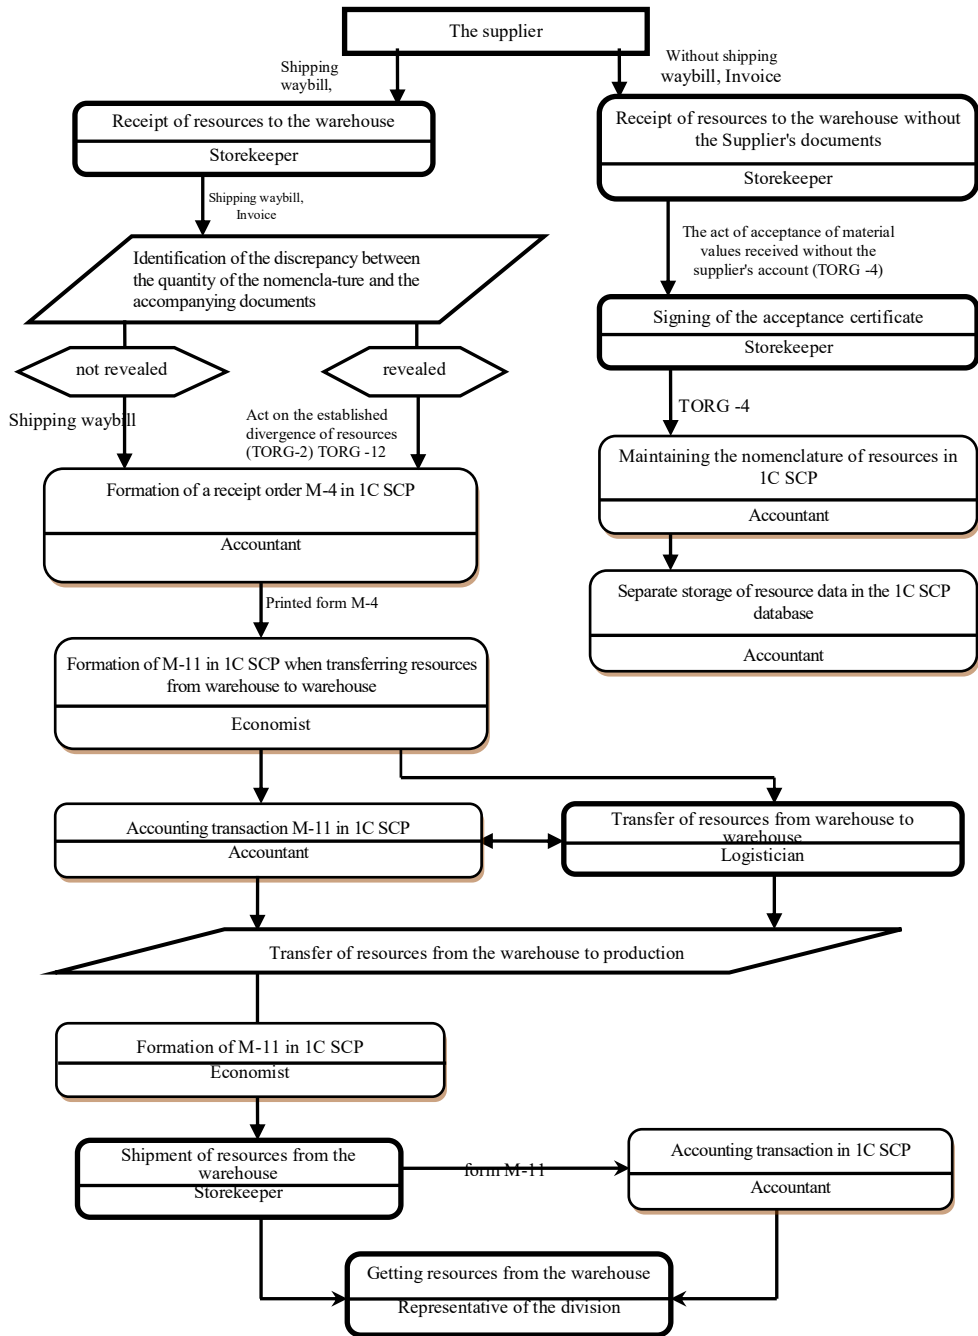 The supplier
Shipping
waybill,
Without shipping
waybill, Invoice
Receipt of resources to the warehouse
Storekeeper
Receipt of resources to the warehouse without
the Supplier's documents
Storekeeper
Shipping waybill,
Invoice
The act of acceptance of material
values received without the
supplier's account (TORG -4)
Identification of the discrepancy between
the quantity of the nomencla-ture and the
accompanying documents
Signing of the acceptance certificate
Storekeeper
not revealed
revealed
Shipping waybill
Act on the established
divergence of resources
(TORG-2) TORG -12
TORG -4
Maintaining the nomenclature of resources in
1C SCP
Accountant
Formation of a receipt order M-4 in 1C SCP
Accountant
Separate storage of resource data in the 1C SCP
database
Accountant
Printed form M-4
Formation of M-11 in 1C SCP when transferring resources
from warehouse to warehouse
Economist
Accounting transaction M-11 in 1C SCP
Accountant
Transfer of resources from warehouse to
warehouse
Logistician
Transfer of resources from the warehouse to production
Formation of M-11 in 1C SCP
Economist
Shipment of resources from the
warehouse
Storekeeper
form M-11
Accounting transaction in 1C SCP
Accountant
Getting resources from the warehouse
Representative of the division